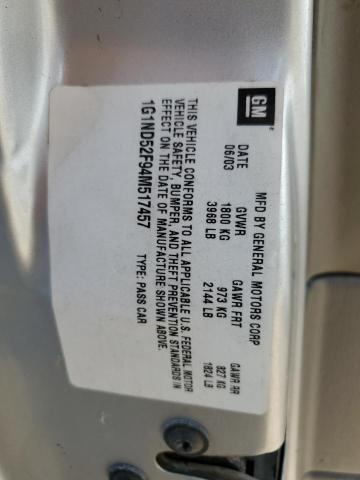 GM
MFD BY GENERAL MOTORS CORP
DATE GVWR GAWR FRT GAWR RR
06/03 1800 KG 973 KG 827 KG
3968 LB 2144 LB 1824 LB
THIS VEHICLE CONFORMS TO ALL APPLICABLE U.S. FEDERAL MOTOR
VEHICLE SAFETY, BUMPER, AND THEFT PREVENTION STANDARDS IN
EFFECT ON THE DATE OF MANUFACTURE SHOWN ABOVE.
1G1ND52F94M517457 TYPE: PASS CAR